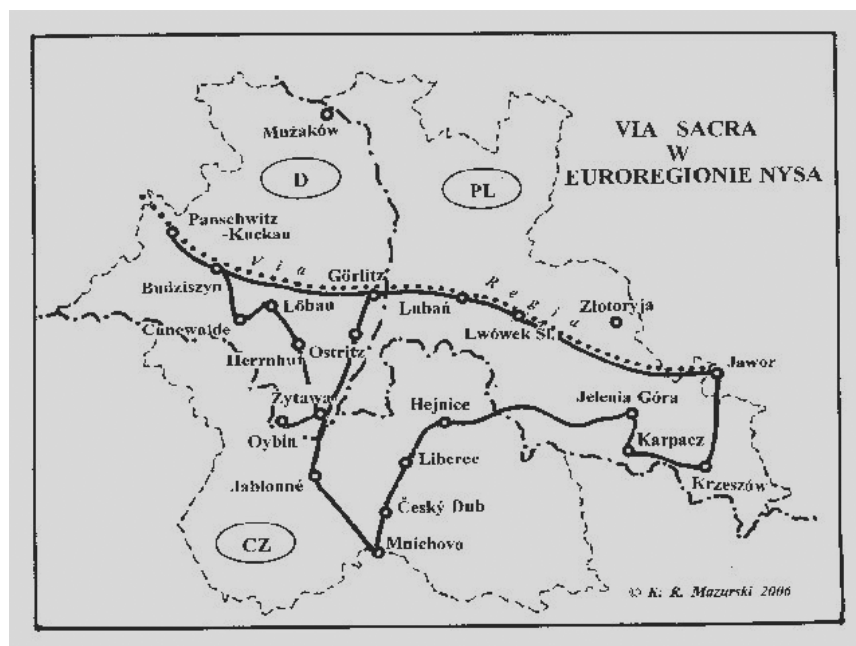 VIA SACRA
W
EUROREGIONIE NYSA
Mużaków
D
PL
Panschwitz
-Kuckau
Via Regia
Budziszyn
Görlitz
Lubań
Złotoryja
Löbau
Cunewalde
Lwówek Śl.
Herrnhut
Ostritz
Jawor
Żytawa
Hejnice
Jelenia Góra
Oybin
Karpacz
Liberec
Krzeszów
Jablonné
Český Dub
CZ
Mnichovo
© K. R. Mazurski 2006